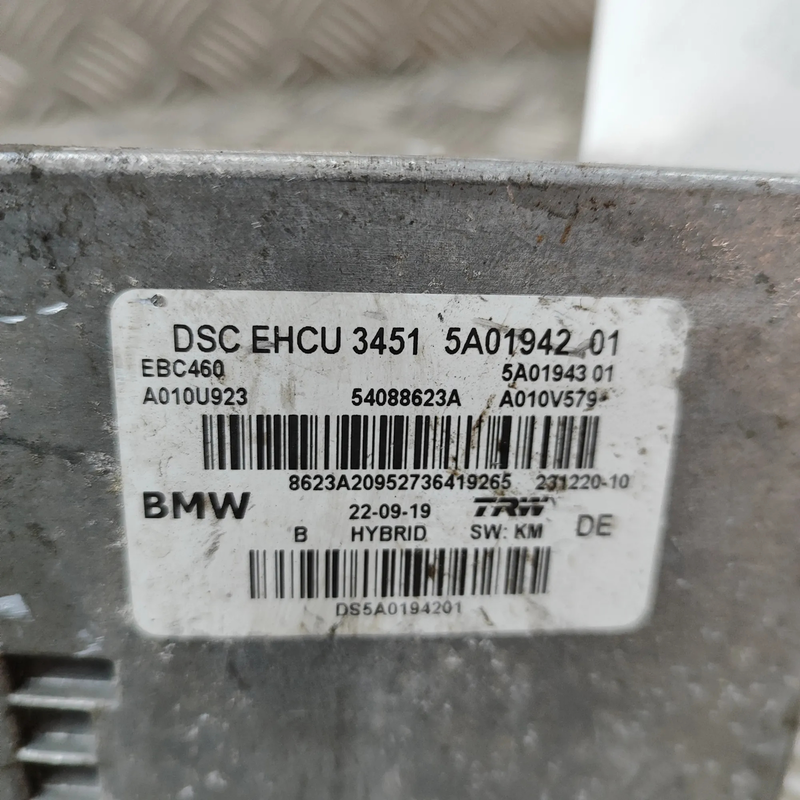 DSC EHCU 3451 5A01942 01
EBC460 5A01943 01
A010U923 54088623A A010V579
8623A20952736419265 231220-10
BMW 22-09-19 TRW DE
B HYBRID SW: KM
DS5A0194201